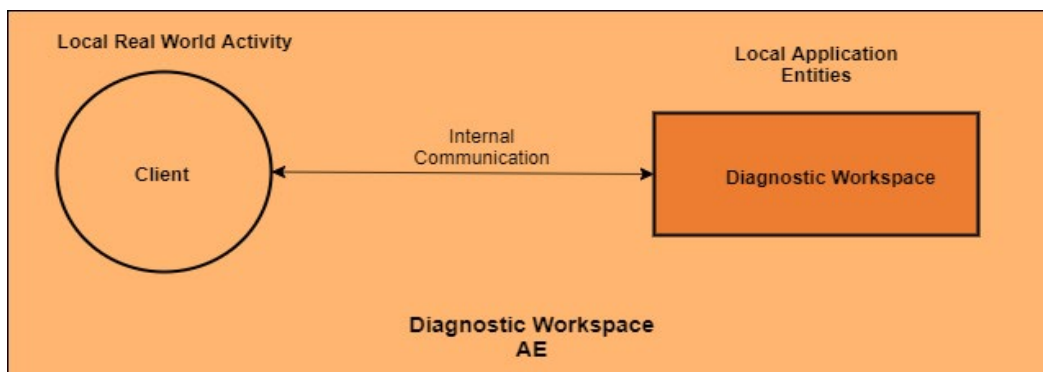 Local Real World Activity
Local Application
Entities
Internal
Communication
Client
Diagnostic Workspace
Diagnostic Workspace
AE